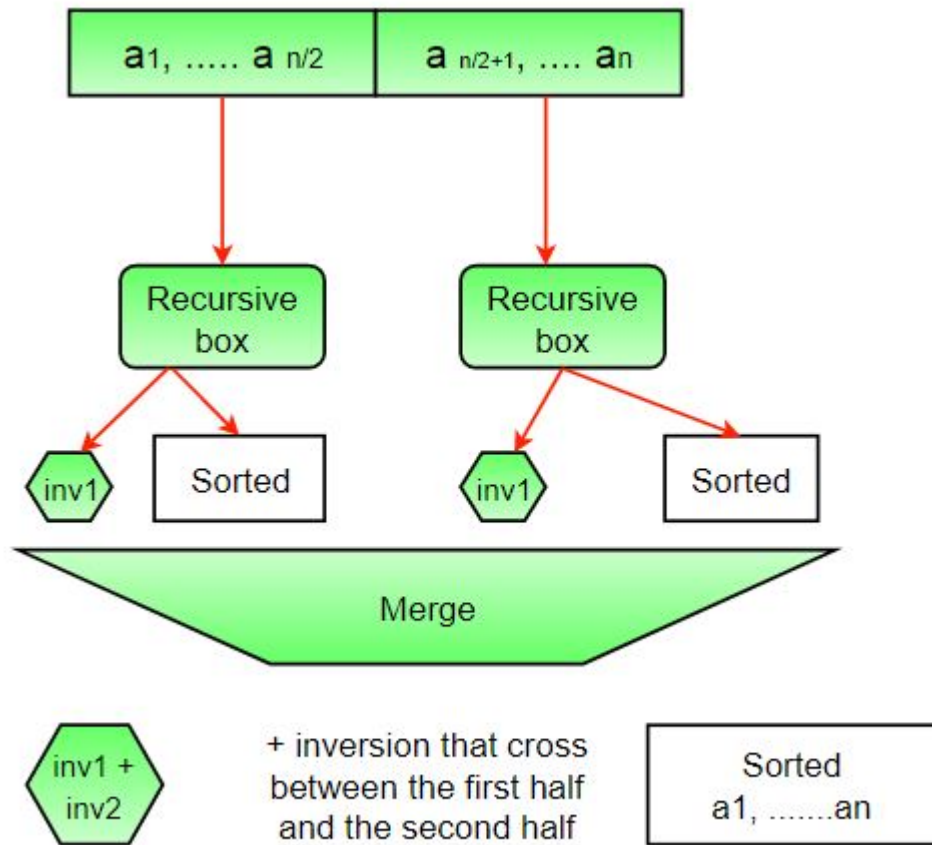 a1, ..... a n/2
a n/2+1, .... an
Recursive
box
Recursive
box
inv1
Sorted
inv1
Sorted
Merge
inv1 +
inv2
+ inversion that cross
between the first half
and the second half
Sorted
a1, .......an